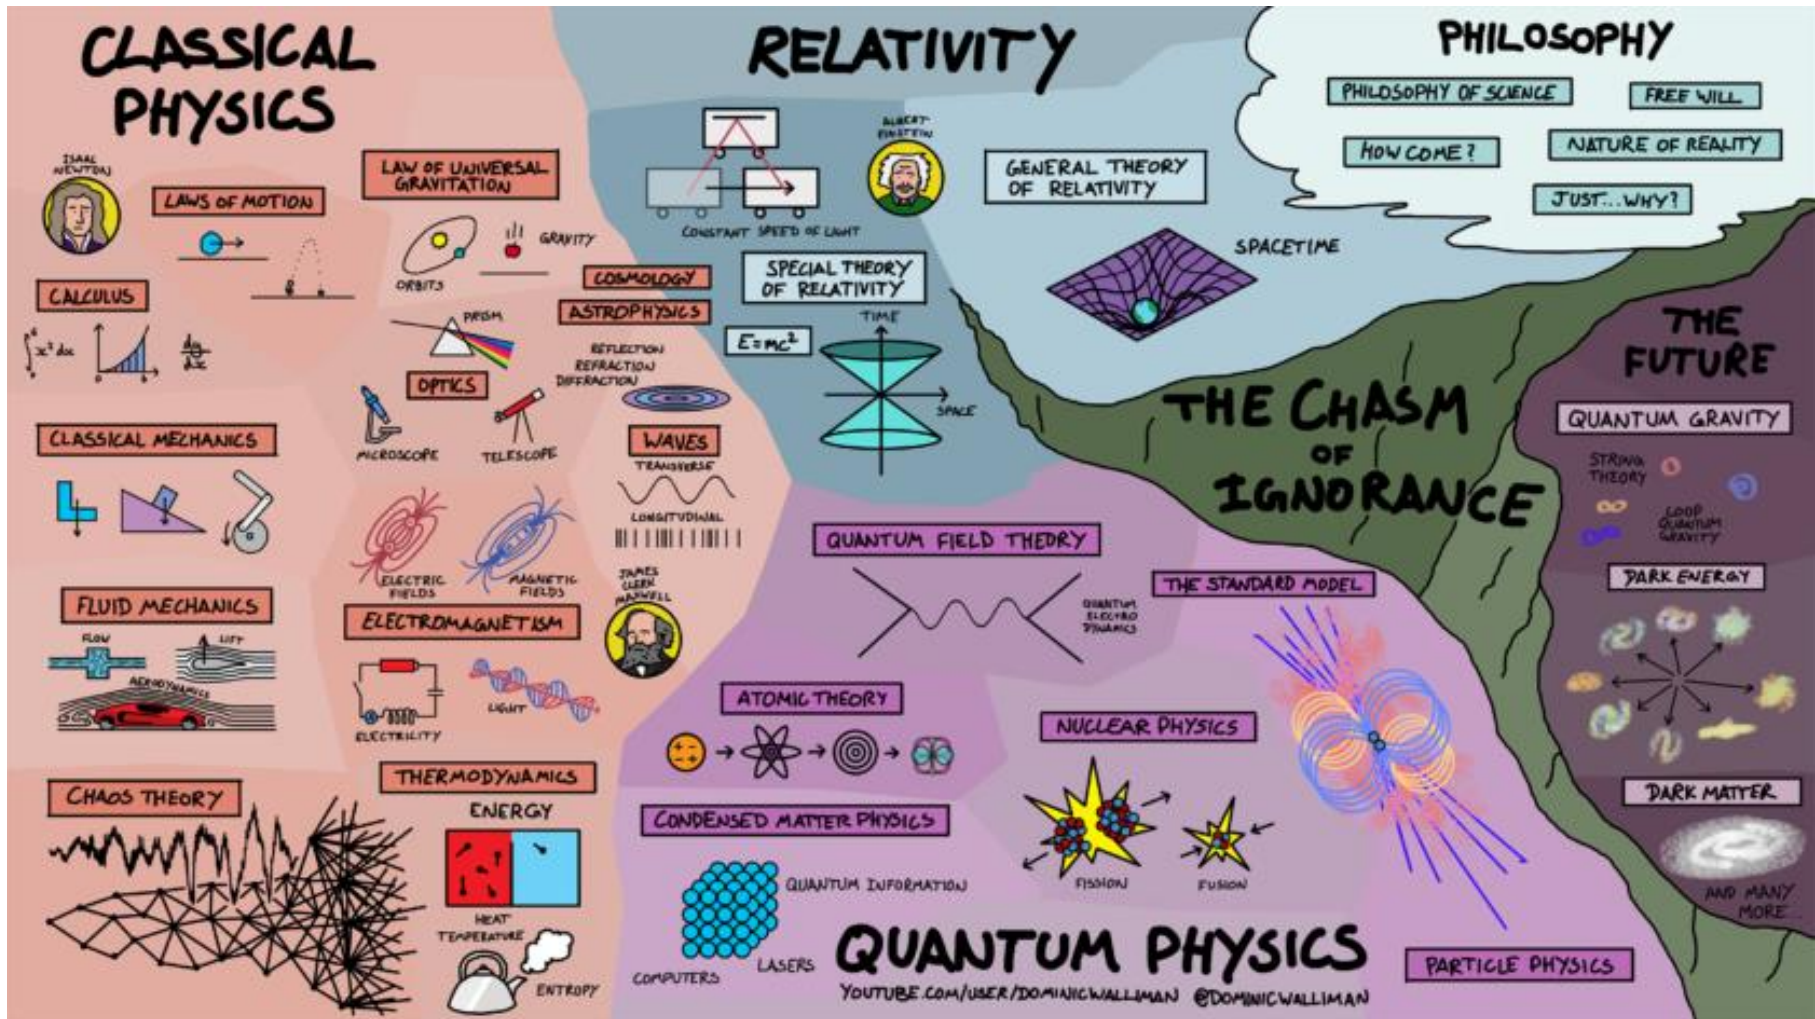 CLASSICAL
PHYSICS
ISAAC
NEWTON
LAWS OF MOTION
LAW OF UNIVERSAL
GRAVITATION
ORBITS
GRAVITY
CALCULUS
∫ x² dx
dy
dx
COSMOLOGY
ASTROPHYSICS
PRISM
OPTICS
MICROSCOPE
TELESCOPE
REFLECTION
REFRACTION
DIFFRACTION
WAVES
TRANSVERSE
LONGITUDINAL
CLASSICAL MECHANICS
ELECTRIC
FIELDS
MAGNETIC
FIELDS
JAMES
CLERK
MAXWELL
FLUID MECHANICS
FLOW
LIFT
AERODYNAMICS
ELECTROMAGNETISM
ELECTRICITY
LIGHT
CHAOS THEORY
THERMODYNAMICS
ENERGY
HEAT
TEMPERATURE
ENTROPY
RELATIVITY
ALBERT
EINSTEIN
CONSTANT SPEED OF LIGHT
GENERAL THEORY
OF RELATIVITY
SPACETIME
SPECIAL THEORY
OF RELATIVITY
E=mc²
TIME
SPACE
PHILOSOPHY
PHILOSOPHY OF SCIENCE
FREE WILL
HOW COME?
NATURE OF REALITY
JUST...WHY?
THE CHASM
OF
IGNORANCE
THE
FUTURE
QUANTUM GRAVITY
STRING
THEORY
LOOP
QUANTUM
GRAVITY
DARK ENERGY
DARK MATTER
AND MANY
MORE...
QUANTUM FIELD THEORY
QUANTUM
ELECTRO
DYNAMICS
THE STANDARD MODEL
ATOMIC THEORY
NUCLEAR PHYSICS
FISSION
FUSION
CONDENSED MATTER PHYSICS
QUANTUM INFORMATION
COMPUTERS
LASERS
PARTICLE PHYSICS
QUANTUM PHYSICS
YOUTUBE.COM/USER/DOMINICWALLIMAN @DOMINICWALLIMAN